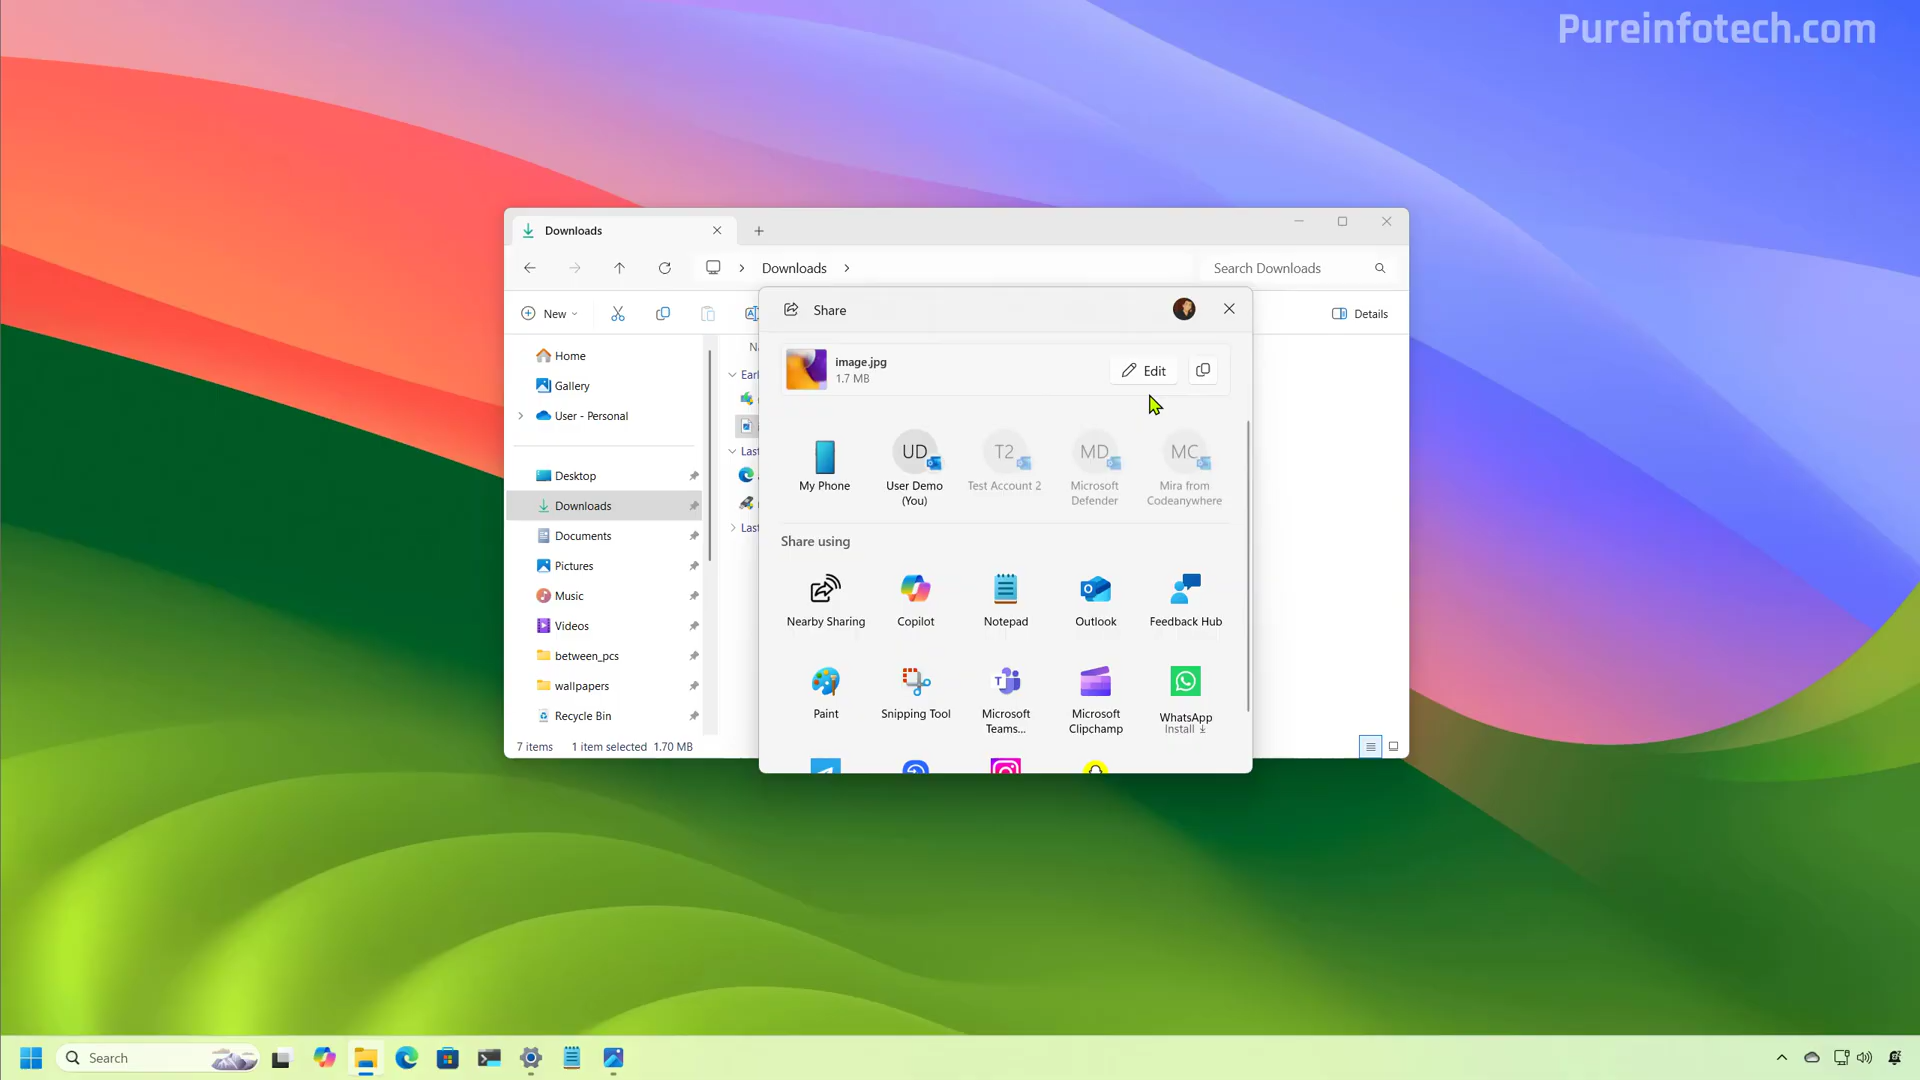 Pureinfotech.com
Downloads
Downloads
Search Downloads
New
Details
Share
image.jpg
1.7 MB
Edit
Home
Gallery
User - Personal
Desktop
Downloads
Documents
Pictures
Music
Videos
between_pcs
wallpapers
Recycle Bin
My Phone
UD
User Demo
(You)
T2
Test Account 2
MD
Microsoft
Defender
MC
Mira from
Codeanywhere
Share using
Nearby Sharing
Copilot
Notepad
Outlook
Feedback Hub
Paint
Snipping Tool
Microsoft
Teams...
Microsoft
Clipchamp
WhatsApp
Install
7 items
1 item selected
1.70 MB
Search